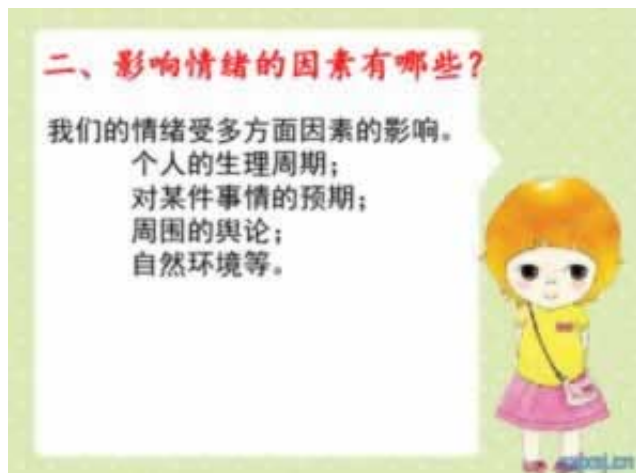 二、影响情绪的因素有哪些？
我们的情绪受多方面因素的影响。
个人的生理周期；
对某件事情的预期；
周围的舆论；
自然环境等。